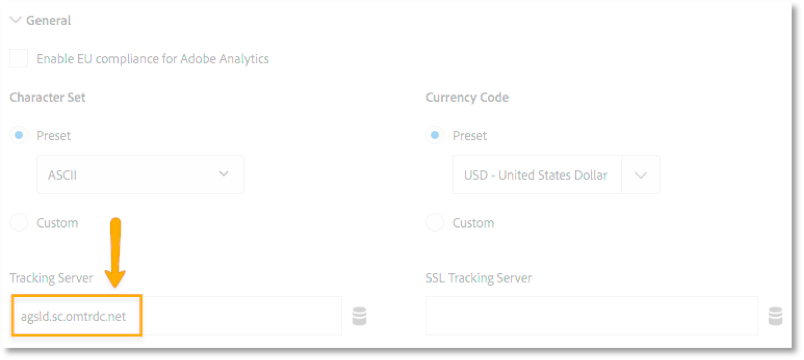 General
Enable EU compliance for Adobe Analytics
Character Set
Currency Code
Preset
Preset
ASCII
USD - United States Dollar
Custom
Custom
Tracking Server
SSL Tracking Server
agsld.sc.omtrdc.net